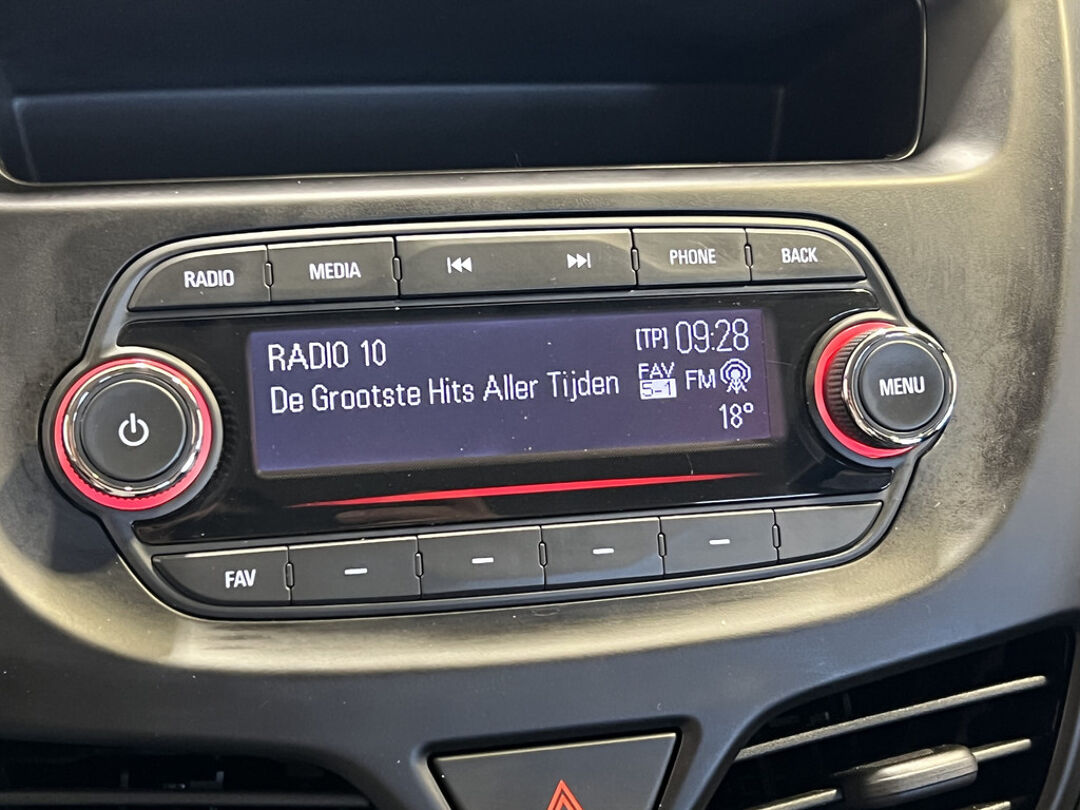 RADIO MEDIA PHONE BACK
RADIO 10 [TP] 09:28
De Grootste Hits Aller Tijden FAV 5-1 FM
18°
MENU
FAV